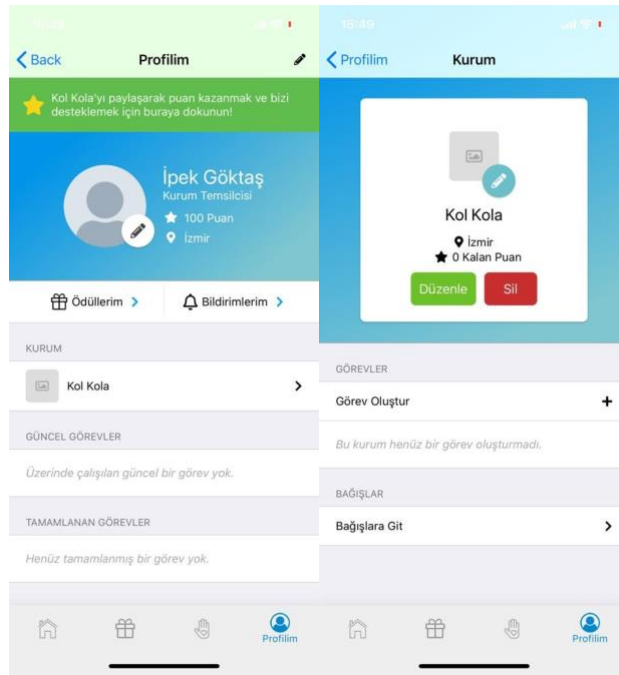 Back
Profilim
Kol Kola'yı paylaşarak puan kazanmak ve bizi
desteklemek için buraya dokunun!
İpek Göktaş
Kurum Temsilcisi
100 Puan
İzmir
Ödüllerim
Bildirimlerim
KURUM
Kol Kola
GÜNCEL GÖREVLER
Üzerinde çalışılan güncel bir görev yok.
TAMAMLANAN GÖREVLER
Henüz tamamlanmış bir görev yok.
Profilim
Profilim
Kurum
Kol Kola
İzmir
0 Kalan Puan
Düzenle
Sil
GÖREVLER
Görev Oluştur
Bu kurum henüz bir görev oluşturmadı.
BAĞIŞLAR
Bağışlara Git
Profilim